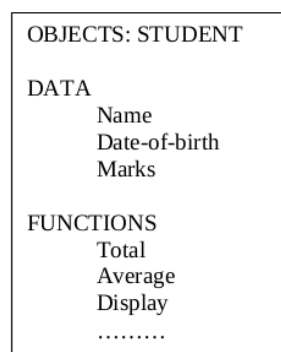 OBJECTS: STUDENT
DATA
Name
Date-of-birth
Marks
FUNCTIONS
Total
Average
Display
………